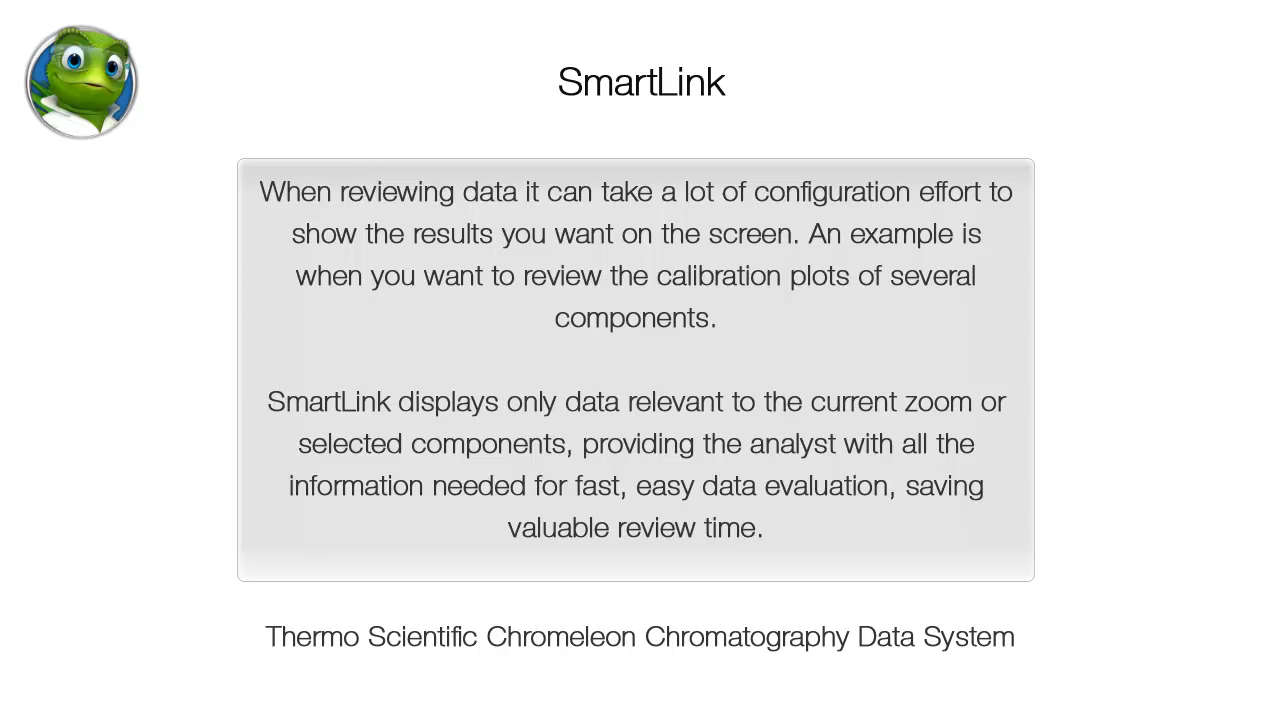 SmartLink
When reviewing data it can take a lot of configuration effort to
show the results you want on the screen. An example is
when you want to review the calibration plots of several
components.
SmartLink displays only data relevant to the current zoom or
selected components, providing the analyst with all the
information needed for fast, easy data evaluation, saving
valuable review time.
Thermo Scientific Chromeleon Chromatography Data System